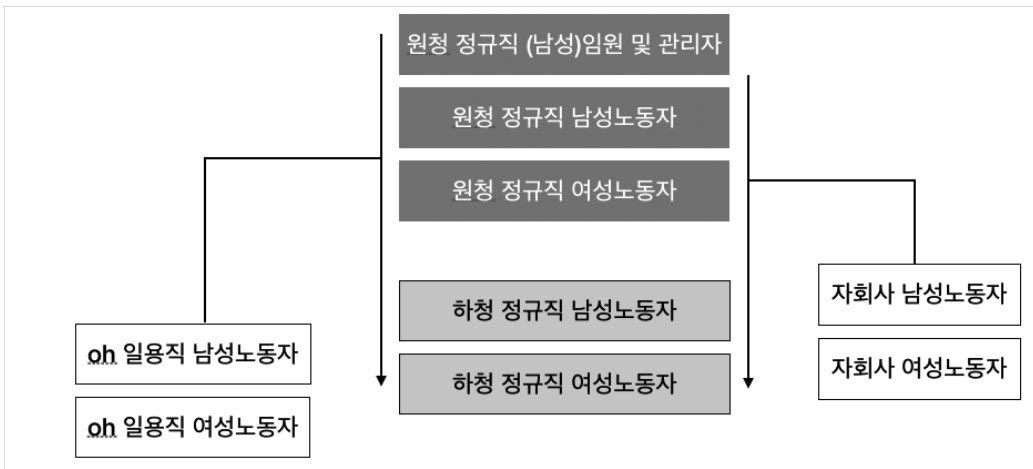 원청 정규직 (남성)임원 및 관리자
원청 정규직 남성노동자
원청 정규직 여성노동자
하청 정규직 남성노동자
하청 정규직 여성노동자
oh 일용직 남성노동자
oh 일용직 여성노동자
자회사 남성노동자
자회사 여성노동자